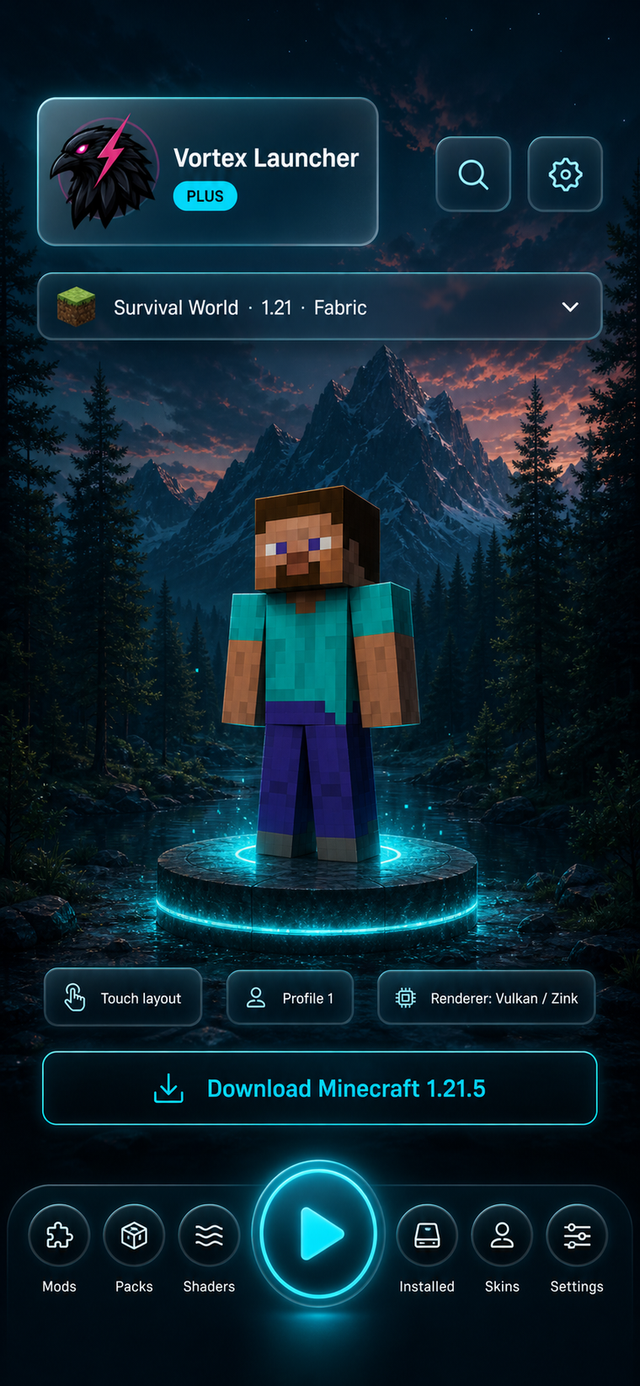 Vortex Launcher
PLUS
Survival World · 1.21 · Fabric
Touch layout
Profile 1
Renderer: Vulkan / Zink
Download Minecraft 1.21.5
Mods
Packs
Shaders
Installed
Skins
Settings